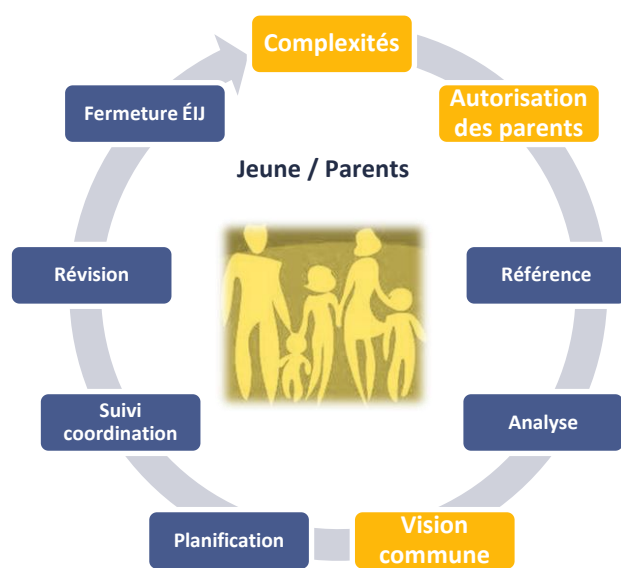 Complexités
Autorisation
des parents
Référence
Analyse
Vision
commune
Planification
Suivi
coordination
Révision
Fermeture ÉIJ
Jeune / Parents